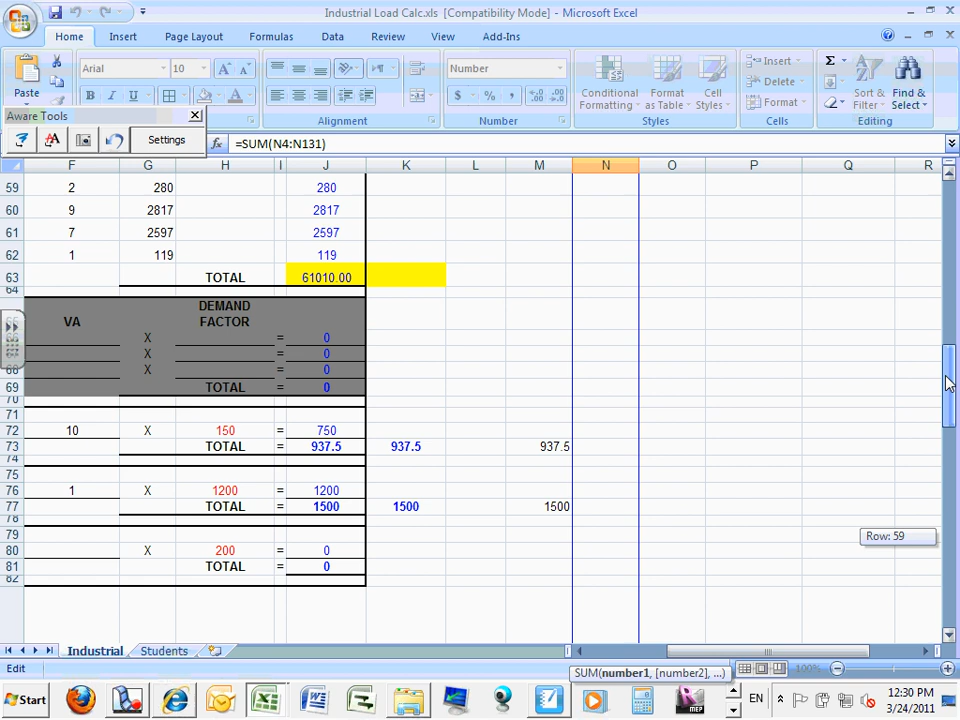 Industrial Load Calc.xls [Compatibility Mode] - Microsoft Excel
Home Insert Page Layout Formulas Data Review View Add-Ins
Paste Arial 10 Number Insert Delete Format
B I U $ % ,
Conditional Formatting Format as Table Cell Styles Sort & Filter Find & Select
Alignment Number Styles Cells Editing
Aware Tools
Settings
=SUM(N4:N131)
F G H I J K L M N O P Q R
59 2 280 280
60 9 2817 2817
61 7 2597 2597
62 1 119 119
63 TOTAL 61010.00
64
DEMAND
VA FACTOR
66 X = 0
X = 0
68 X = 0
69 TOTAL = 0
70
71
72 10 X 150 = 750
73 TOTAL = 937.5 937.5 937.5
74
75
76 1 X 1200 = 1200
77 TOTAL = 1500 1500 1500
78
79
80 X 200 = 0
81 TOTAL = 0
82
Row: 59
Industrial Students
Edit SUM(number1, [number2], ...) 100%
Start EN MEP 12:30 PM
3/24/2011